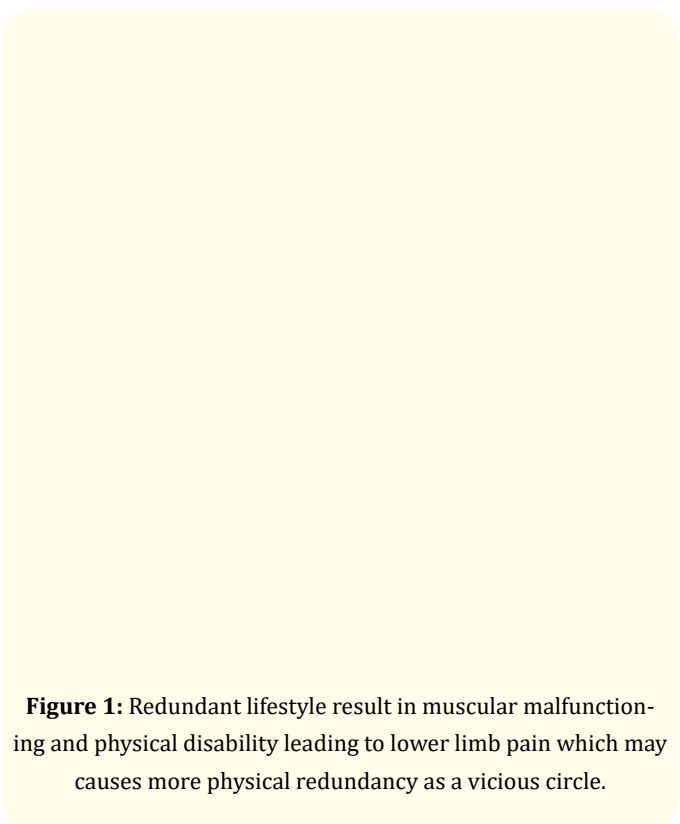 Figure 1: Redundant lifestyle result in muscular malfunction-
ing and physical disability leading to lower limb pain which may
causes more physical redundancy as a vicious circle.